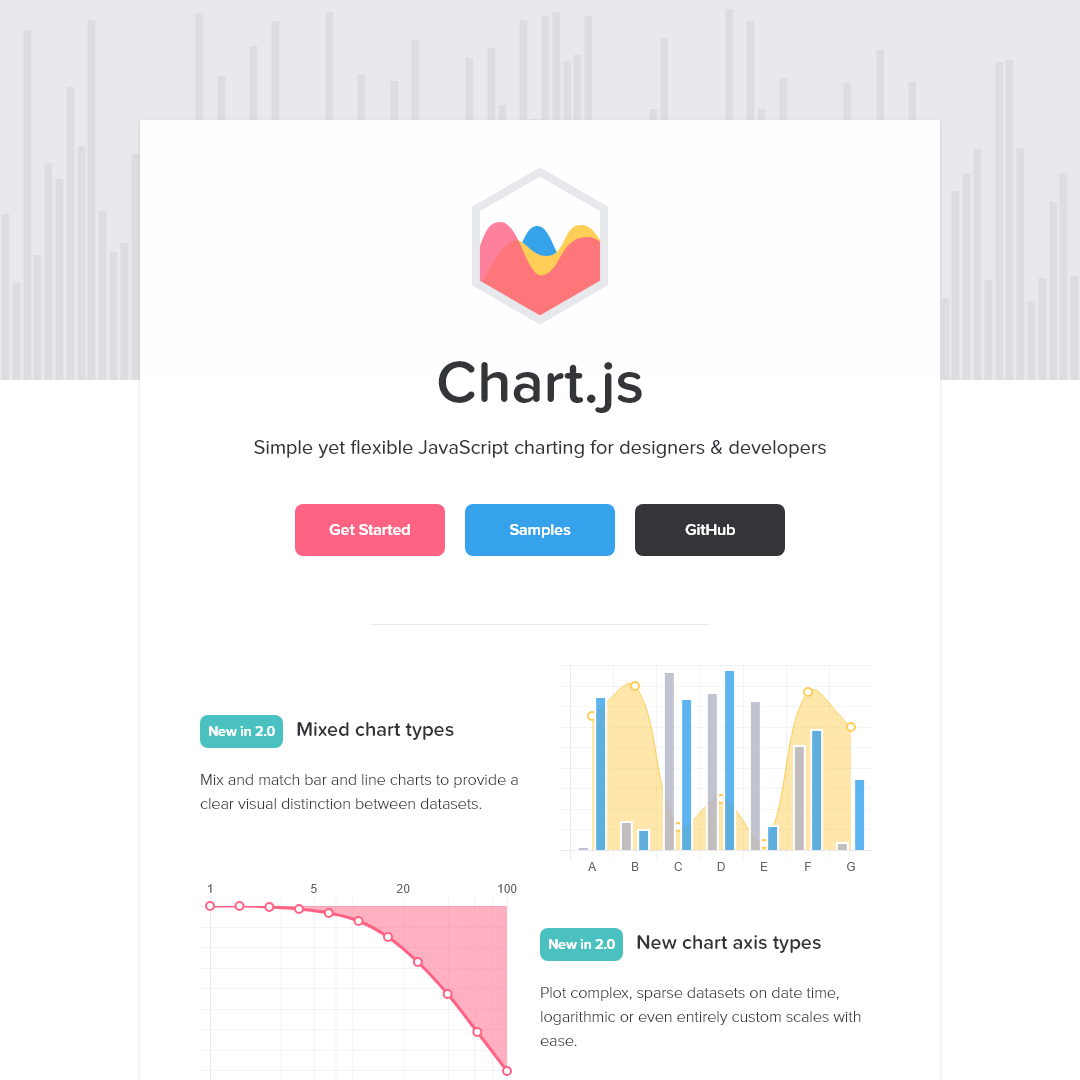 Chart.js
Simple yet flexible JavaScript charting for designers & developers
Get Started
Samples
GitHub
New in 2.0
Mixed chart types
Mix and match bar and line charts to provide a
clear visual distinction between datasets.
A B C D E F G
1 5 20 100
New in 2.0
New chart axis types
Plot complex, sparse datasets on date time,
logarithmic or even entirely custom scales with
ease.